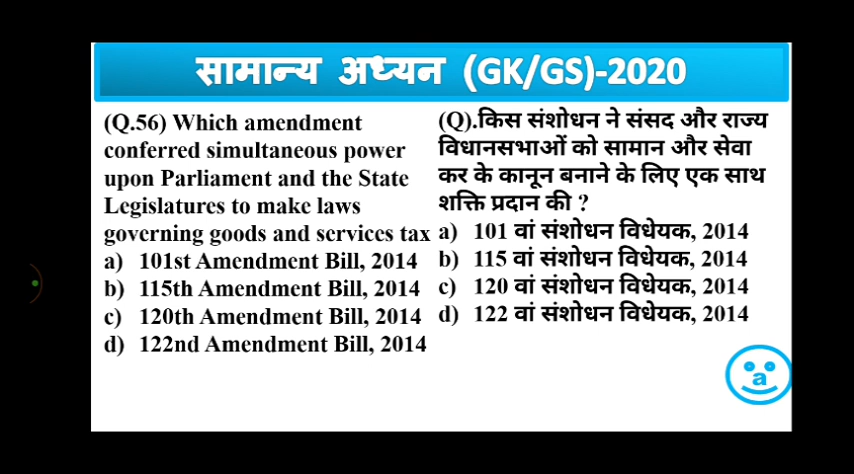 सामान्य अध्यन (GK/GS)-2020
(Q.56) Which amendment
conferred simultaneous power
upon Parliament and the State
Legislatures to make laws
governing goods and services tax
a) 101st Amendment Bill, 2014
b) 115th Amendment Bill, 2014
c) 120th Amendment Bill, 2014
d) 122nd Amendment Bill, 2014
(Q).किस संशोधन ने संसद और राज्य
विधानसभाओं को सामान और सेवा
कर के कानून बनाने के लिए एक साथ
शक्ति प्रदान की ?
a) 101 वां संशोधन विधेयक, 2014
b) 115 वां संशोधन विधेयक, 2014
c) 120 वां संशोधन विधेयक, 2014
d) 122 वां संशोधन विधेयक, 2014
a